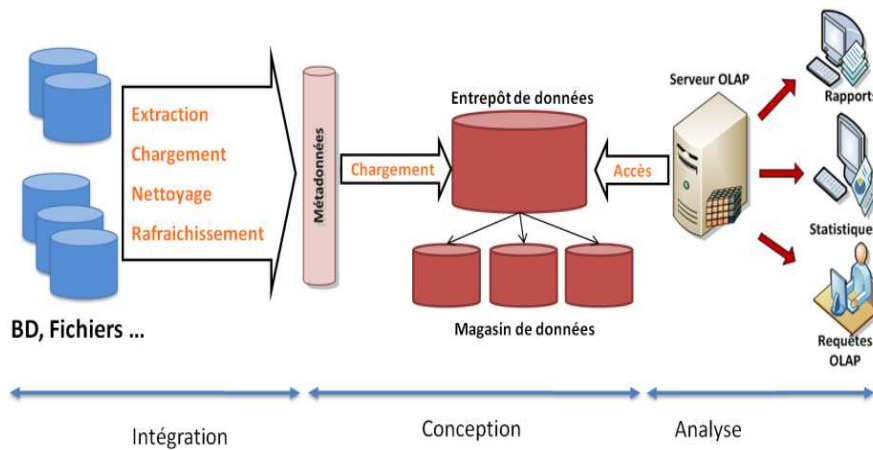 Extraction
Chargement
Nettoyage
Rafraichissement
BD, Fichiers ...
Métadonnées
Chargement
Entrepôt de données
Accès
Magasin de données
Serveur OLAP
Rapports
Statistique
Requêtes
OLAP
Intégration
Conception
Analyse